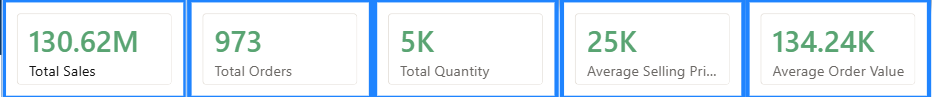 130.62M
Total Sales
973
Total Orders
5K
Total Quantity
25K
Average Selling Pri...
134.24K
Average Order Value